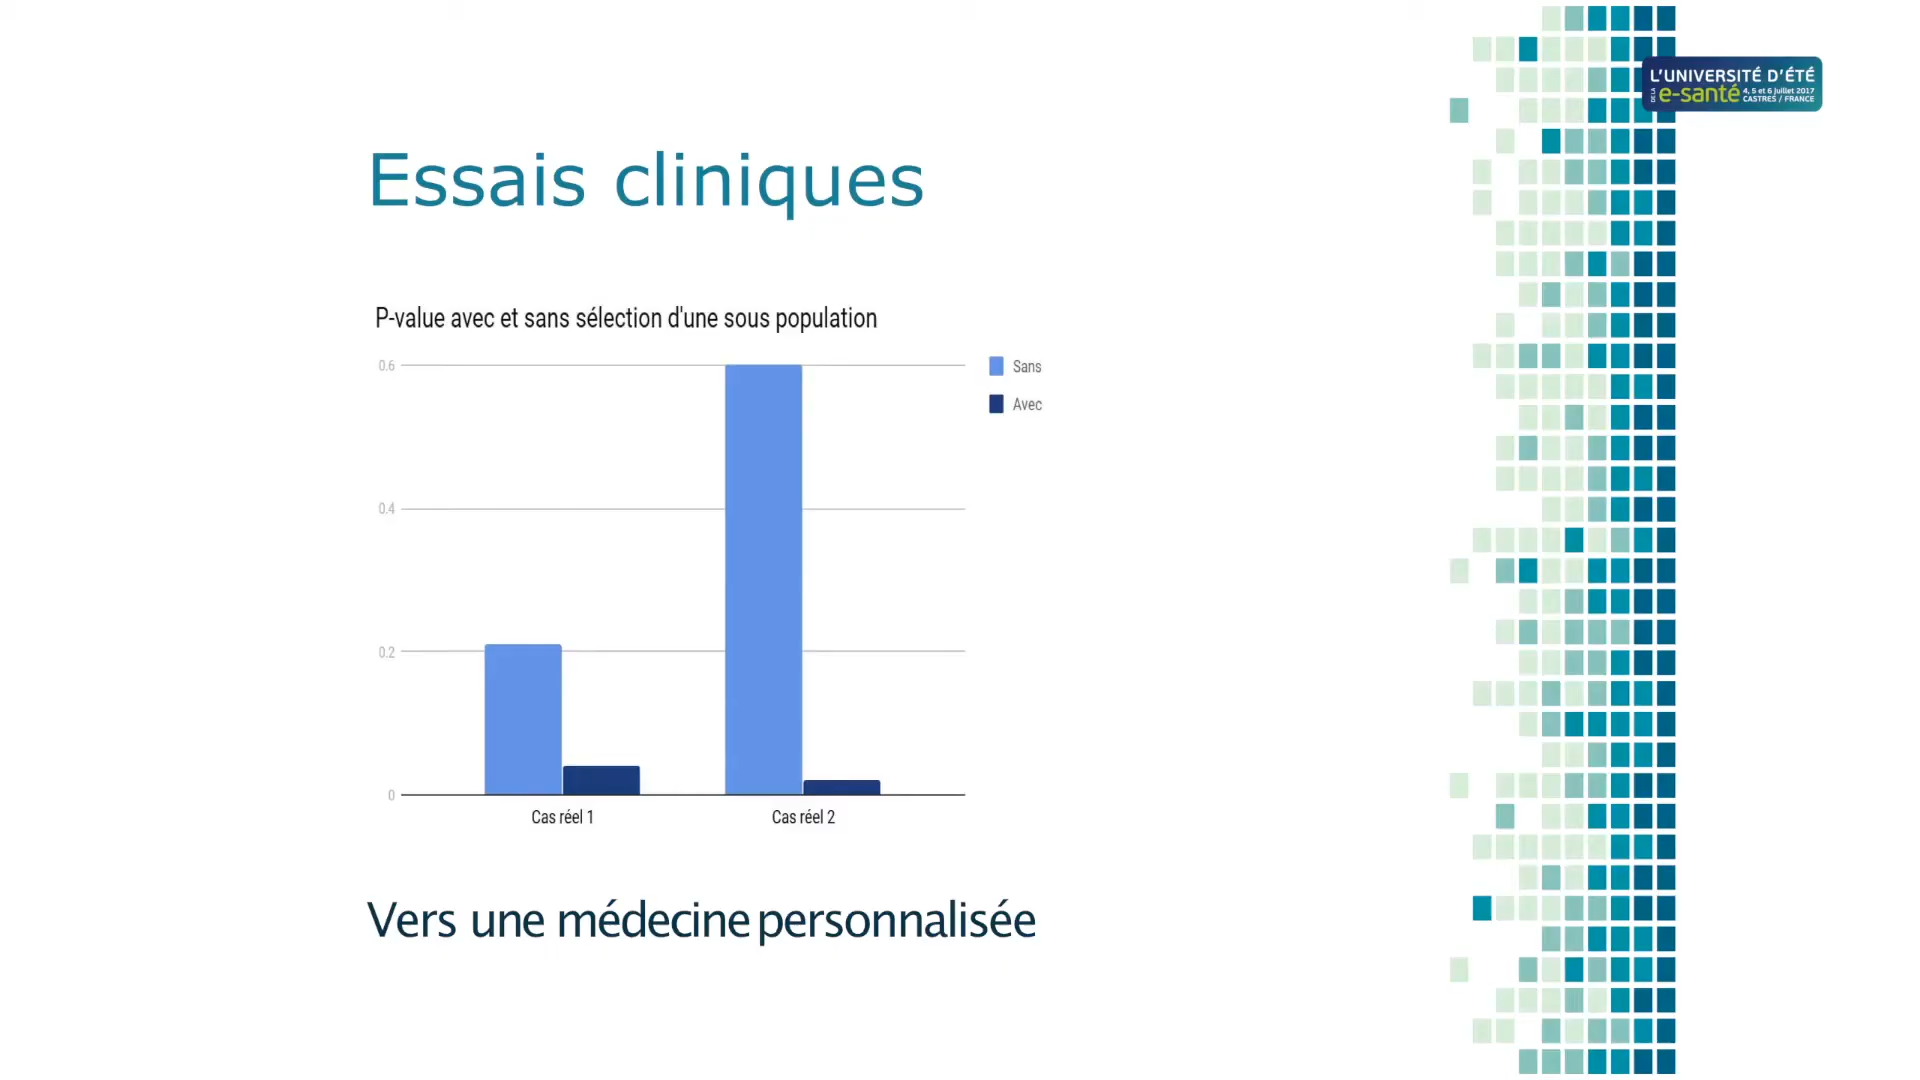 L'UNIVERSITÉ D'ÉTÉ
DE LA e-santé 4, 5 et 6 juillet 2017
CASTRES / FRANCE
Essais cliniques
P-value avec et sans sélection d'une sous population
Sans
Avec
0.6
0.4
0.2
0
Cas réel 1
Cas réel 2
Vers une médecine personnalisée